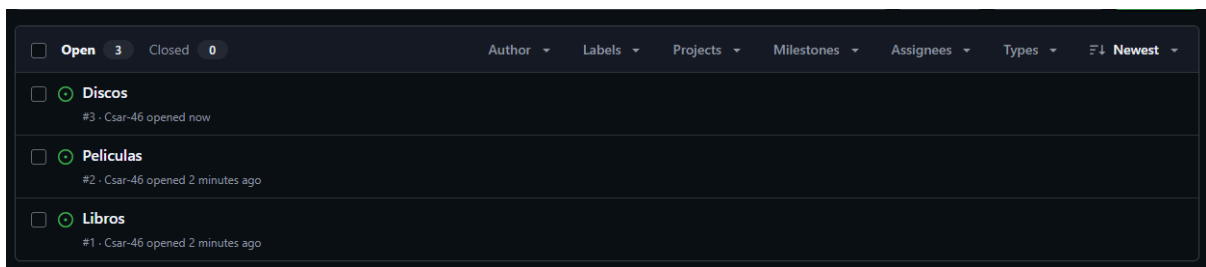 Open 3 Closed 0 Author Labels Projects Milestones Assignees Types Newest
Discos
#3 · Csar-46 opened now
Peliculas
#2 · Csar-46 opened 2 minutes ago
Libros
#1 · Csar-46 opened 2 minutes ago